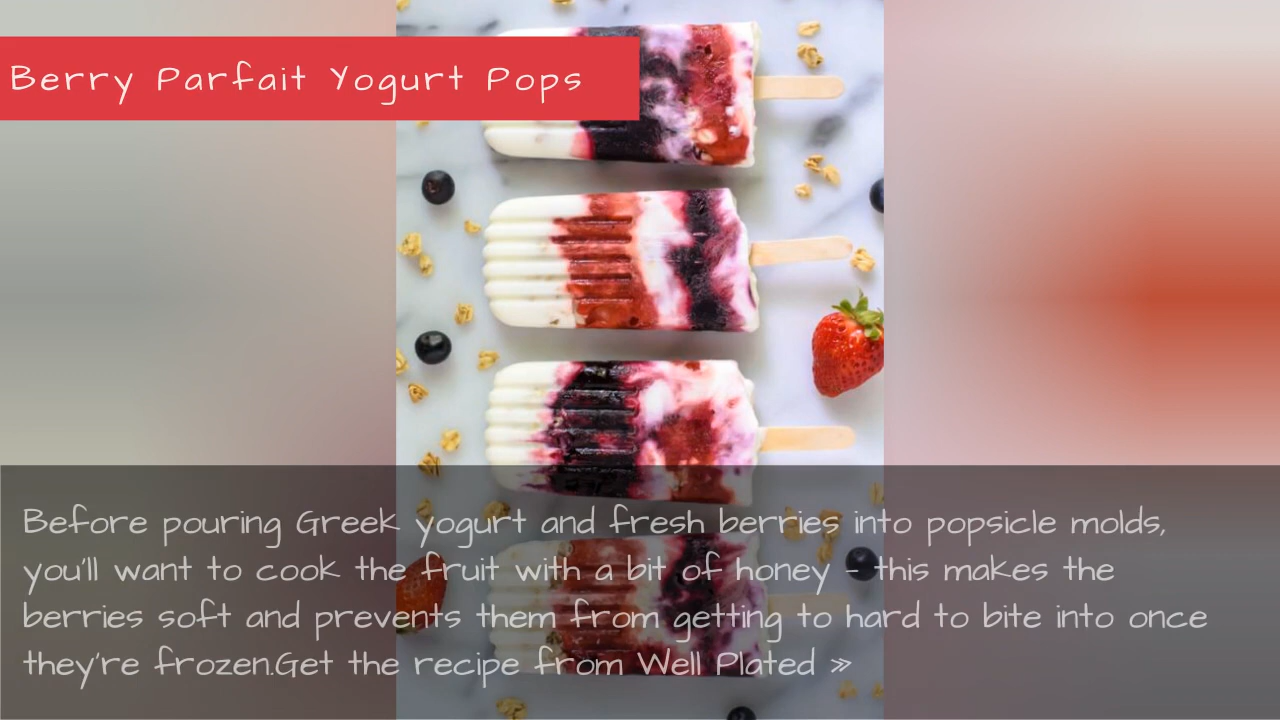 Berry Parfait Yogurt Pops
Before pouring Greek yogurt and fresh berries into popsicle molds,
you'll want to cook the fruit with a bit of honey - this makes the
berries soft and prevents them from getting to hard to bite into once
they're frozen.Get the recipe from Well Plated »